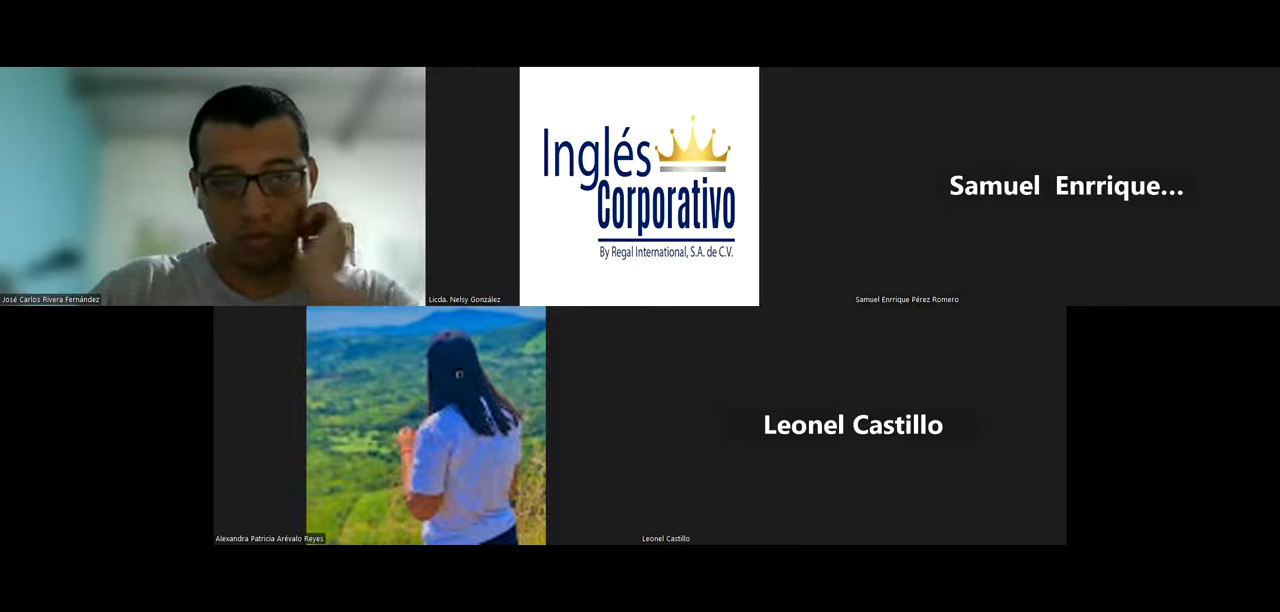 Inglés
Corporativo
By Regal International, S.A. de C.V.
Samuel  Enrrique...
José Carlos Rivera Fernández
Licda. Nelsy González
Samuel Enrrique Pérez Romero
Leonel Castillo
Alexandra Patricia Arévalo Reyes
Leonel Castillo